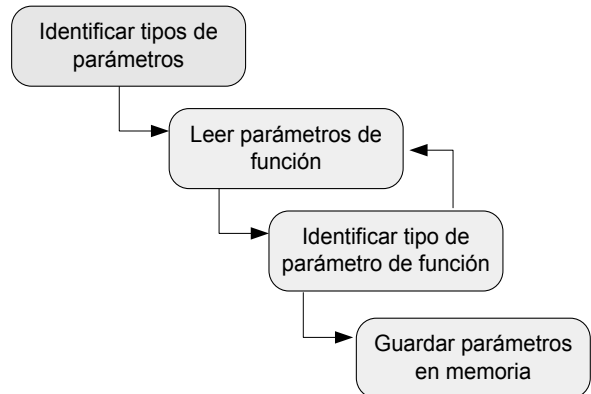 Identificar tipos de
parámetros
Leer parámetros de
función
Identificar tipo de
parámetro de función
Guardar parámetros
en memoria